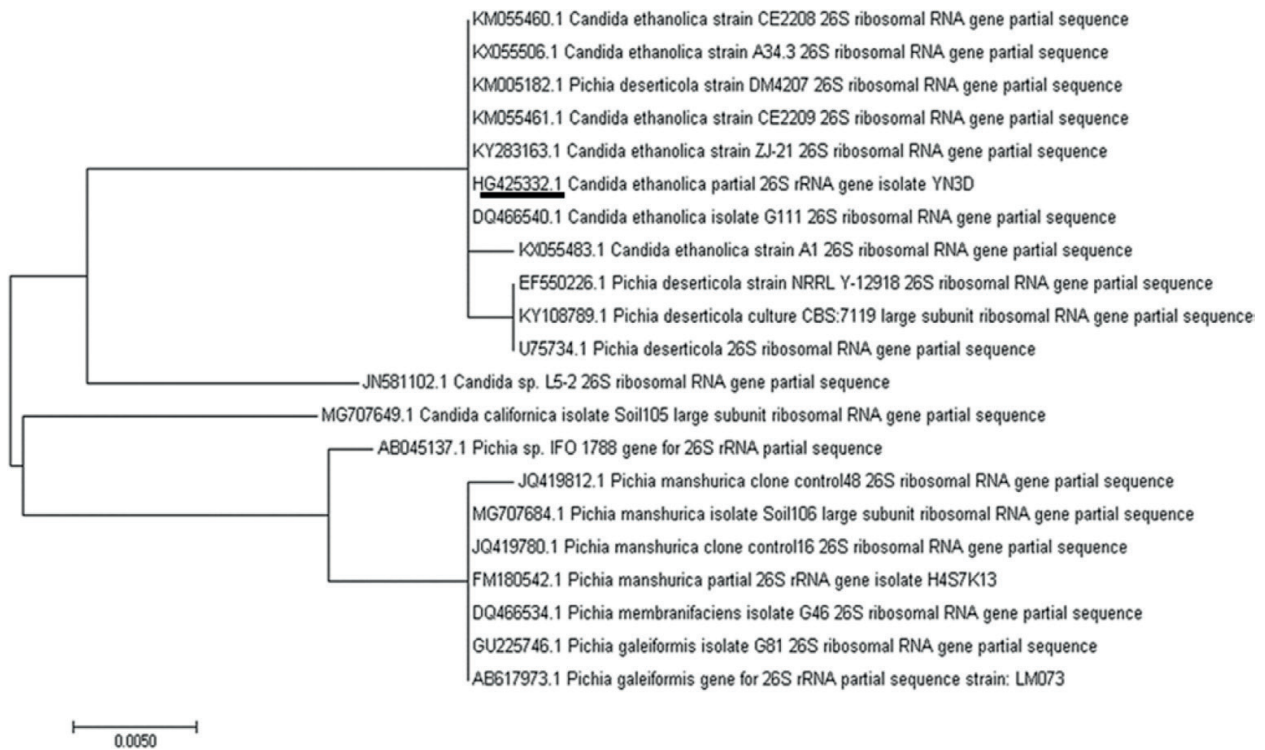 KM055460.1 Candida ethanolica strain CE2208 26S ribosomal RNA gene partial sequence
KX055506.1 Candida ethanolica strain A34.3 26S ribosomal RNA gene partial sequence
KM005182.1 Pichia deserticola strain DM4207 26S ribosomal RNA gene partial sequence
KM055461.1 Candida ethanolica strain CE2209 26S ribosomal RNA gene partial sequence
KY283163.1 Candida ethanolica strain ZJ-21 26S ribosomal RNA gene partial sequence
HG425332.1 Candida ethanolica partial 26S rRNA gene isolate YN3D
DQ466540.1 Candida ethanolica isolate G111 26S ribosomal RNA gene partial sequence
KX055483.1 Candida ethanolica strain A1 26S ribosomal RNA gene partial sequence
EF550226.1 Pichia deserticola strain NRRL Y-12918 26S ribosomal RNA gene partial sequence
KY108789.1 Pichia deserticola culture CBS:7119 large subunit ribosomal RNA gene partial sequence
U75734.1 Pichia deserticola 26S ribosomal RNA gene partial sequence
JN581102.1 Candida sp. L5-2 26S ribosomal RNA gene partial sequence
MG707649.1 Candida californica isolate Soil105 large subunit ribosomal RNA gene partial sequence
AB045137.1 Pichia sp. IFO 1788 gene for 26S rRNA partial sequence
JQ419812.1 Pichia manshurica clone control48 26S ribosomal RNA gene partial sequence
MG707684.1 Pichia manshurica isolate Soil106 large subunit ribosomal RNA gene partial sequence
JQ419780.1 Pichia manshurica clone control16 26S ribosomal RNA gene partial sequence
FM180542.1 Pichia manshurica partial 26S rRNA gene isolate H4S7K13
DQ466534.1 Pichia membranifaciens isolate G46 26S ribosomal RNA gene partial sequence
GU225746.1 Pichia galeiformis isolate G81 26S ribosomal RNA gene partial sequence
AB617973.1 Pichia galeiformis gene for 26S rRNA partial sequence strain: LM073
0.0050